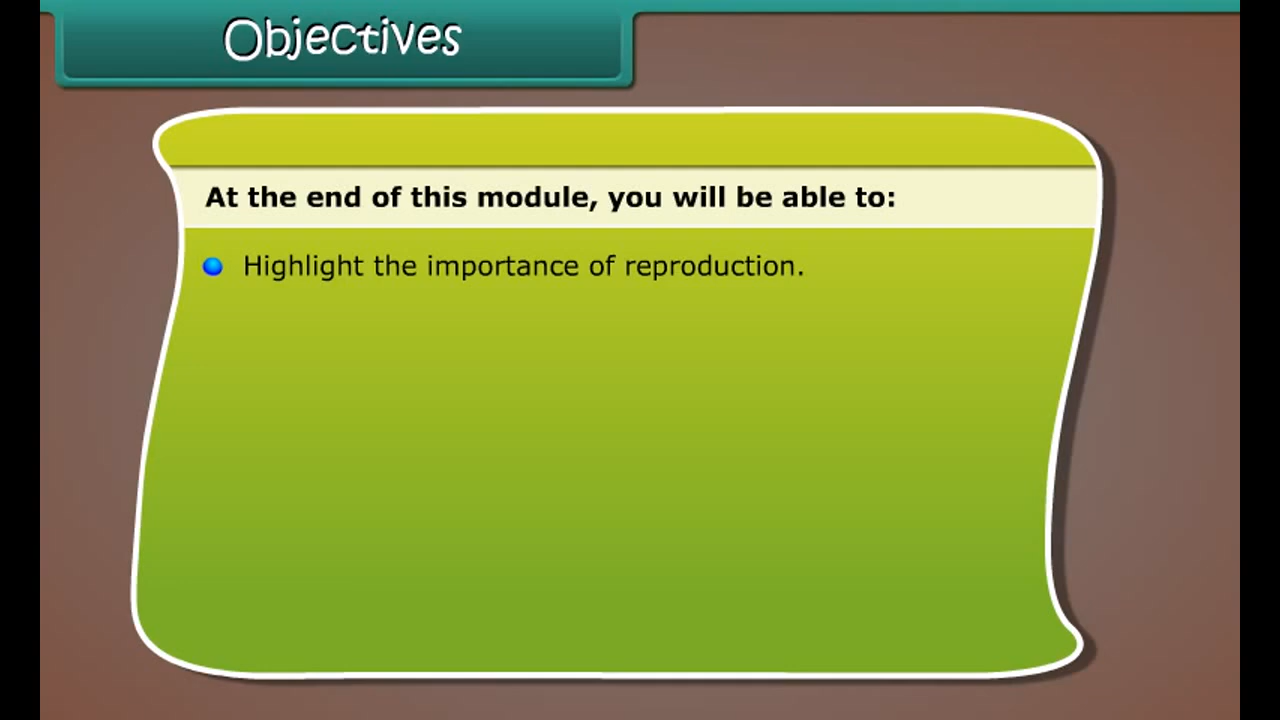 Objectives
At the end of this module, you will be able to:
Highlight the importance of reproduction.